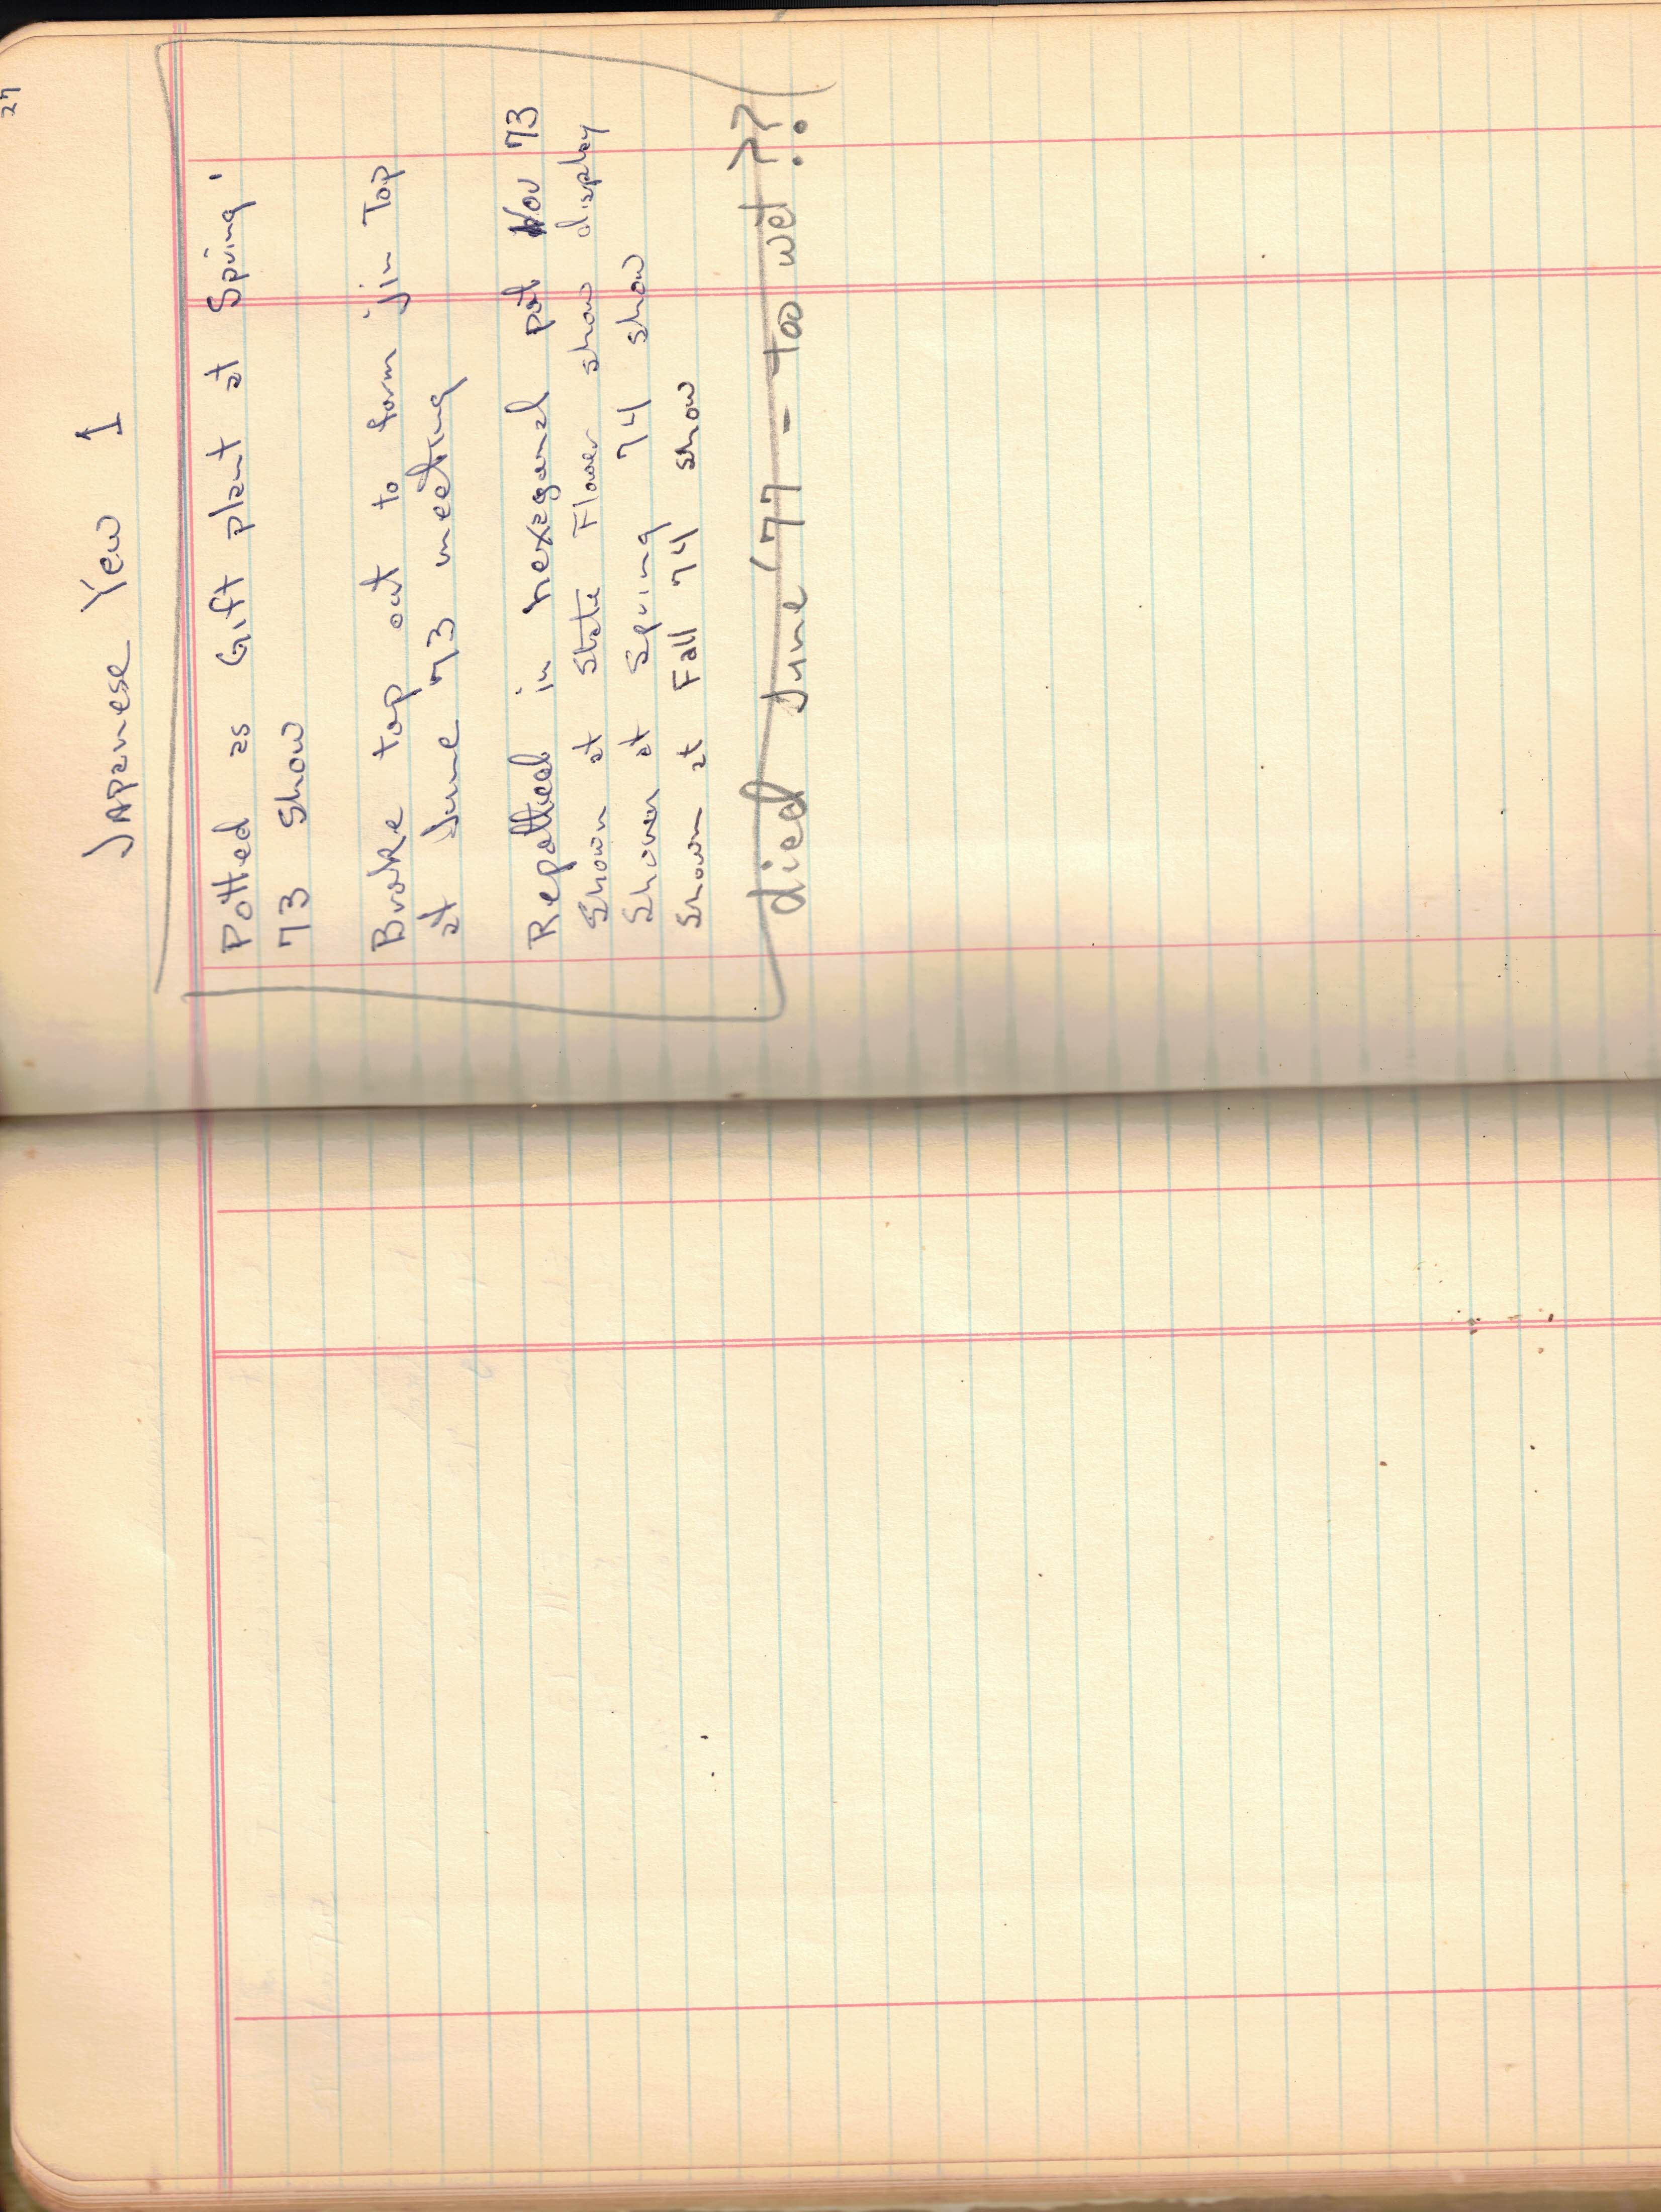 27
Japanese Yew 1
Potted as Gift plant at Spring '
73 Show
Broke top out to form jin Top
at June 73 meeting
Repotted in hexagonal pot Nov 73
Shown at State Flower show display
Shown at Spring 74 show
Shown at Fall 74 show
died June '77 - too wet ??